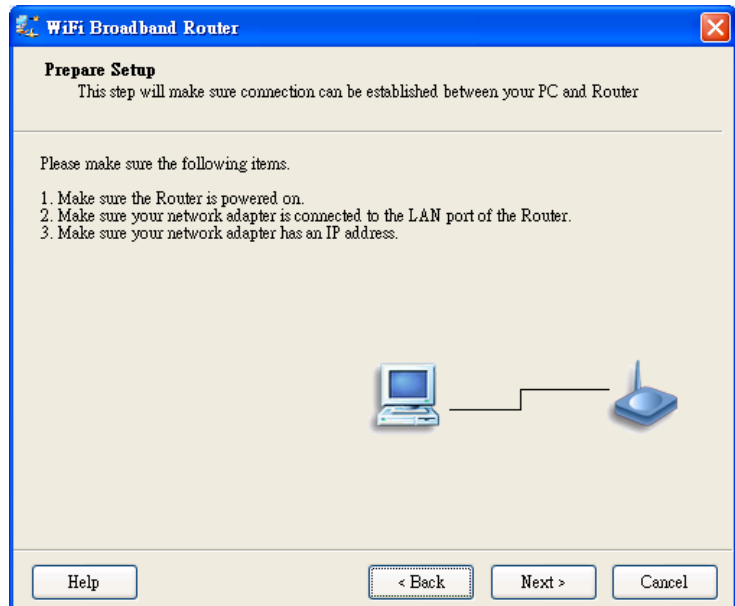 WiFi Broadband Router
Prepare Setup
This step will make sure connection can be established between your PC and Router
Please make sure the following items.
1. Make sure the Router is powered on.
2. Make sure your network adapter is connected to the LAN port of the Router.
3. Make sure your network adapter has an IP address.
Help
< Back
Next >
Cancel